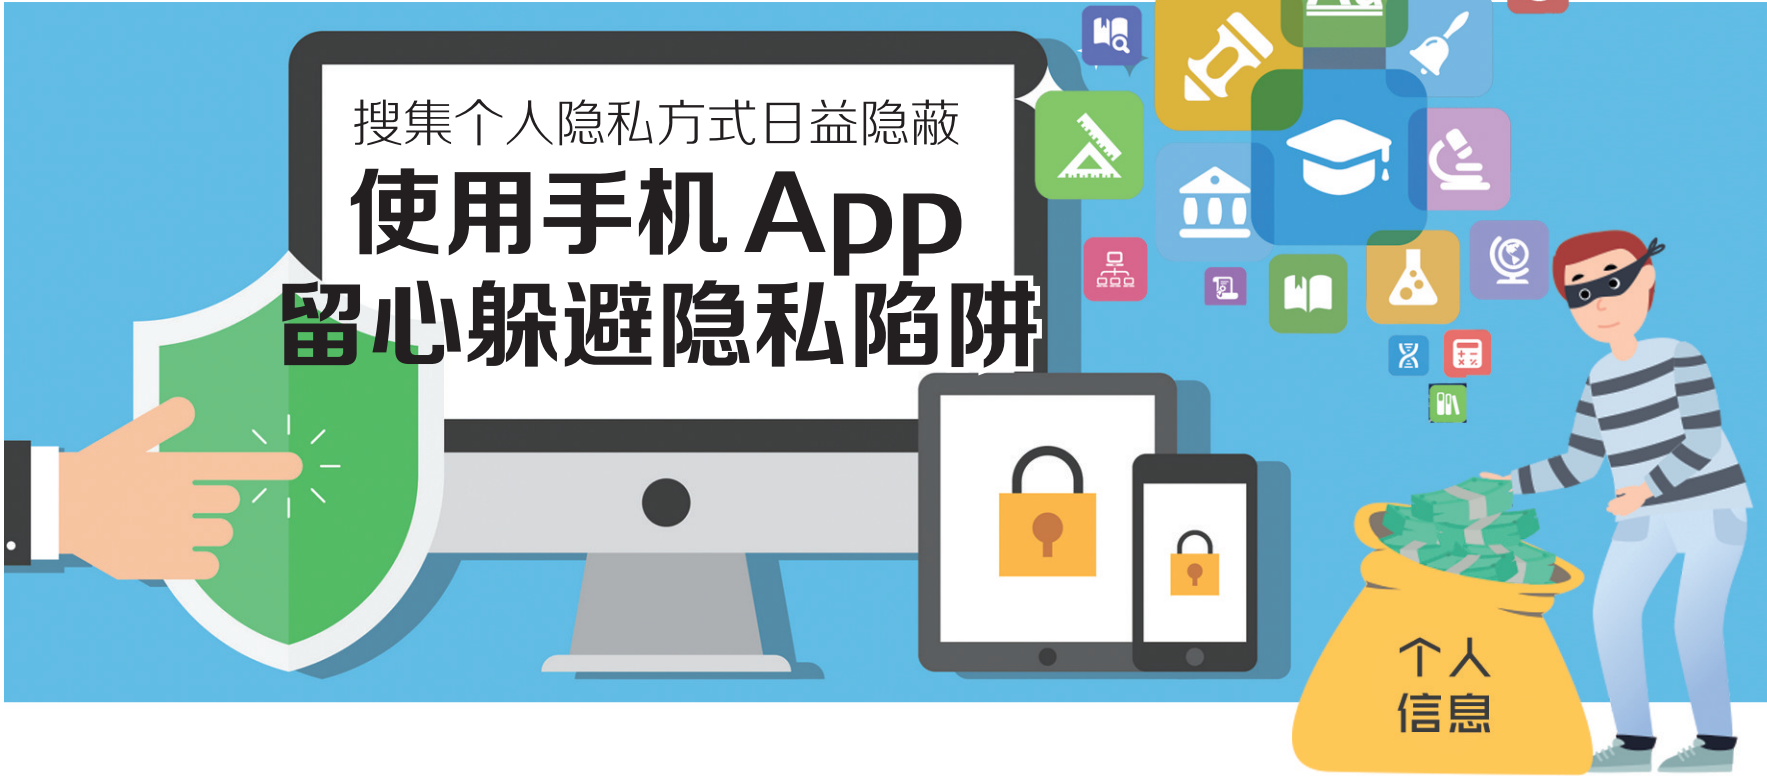 搜集个人隐私方式日益隐蔽
使用手机App
留心躲避隐私陷阱
个人
信息